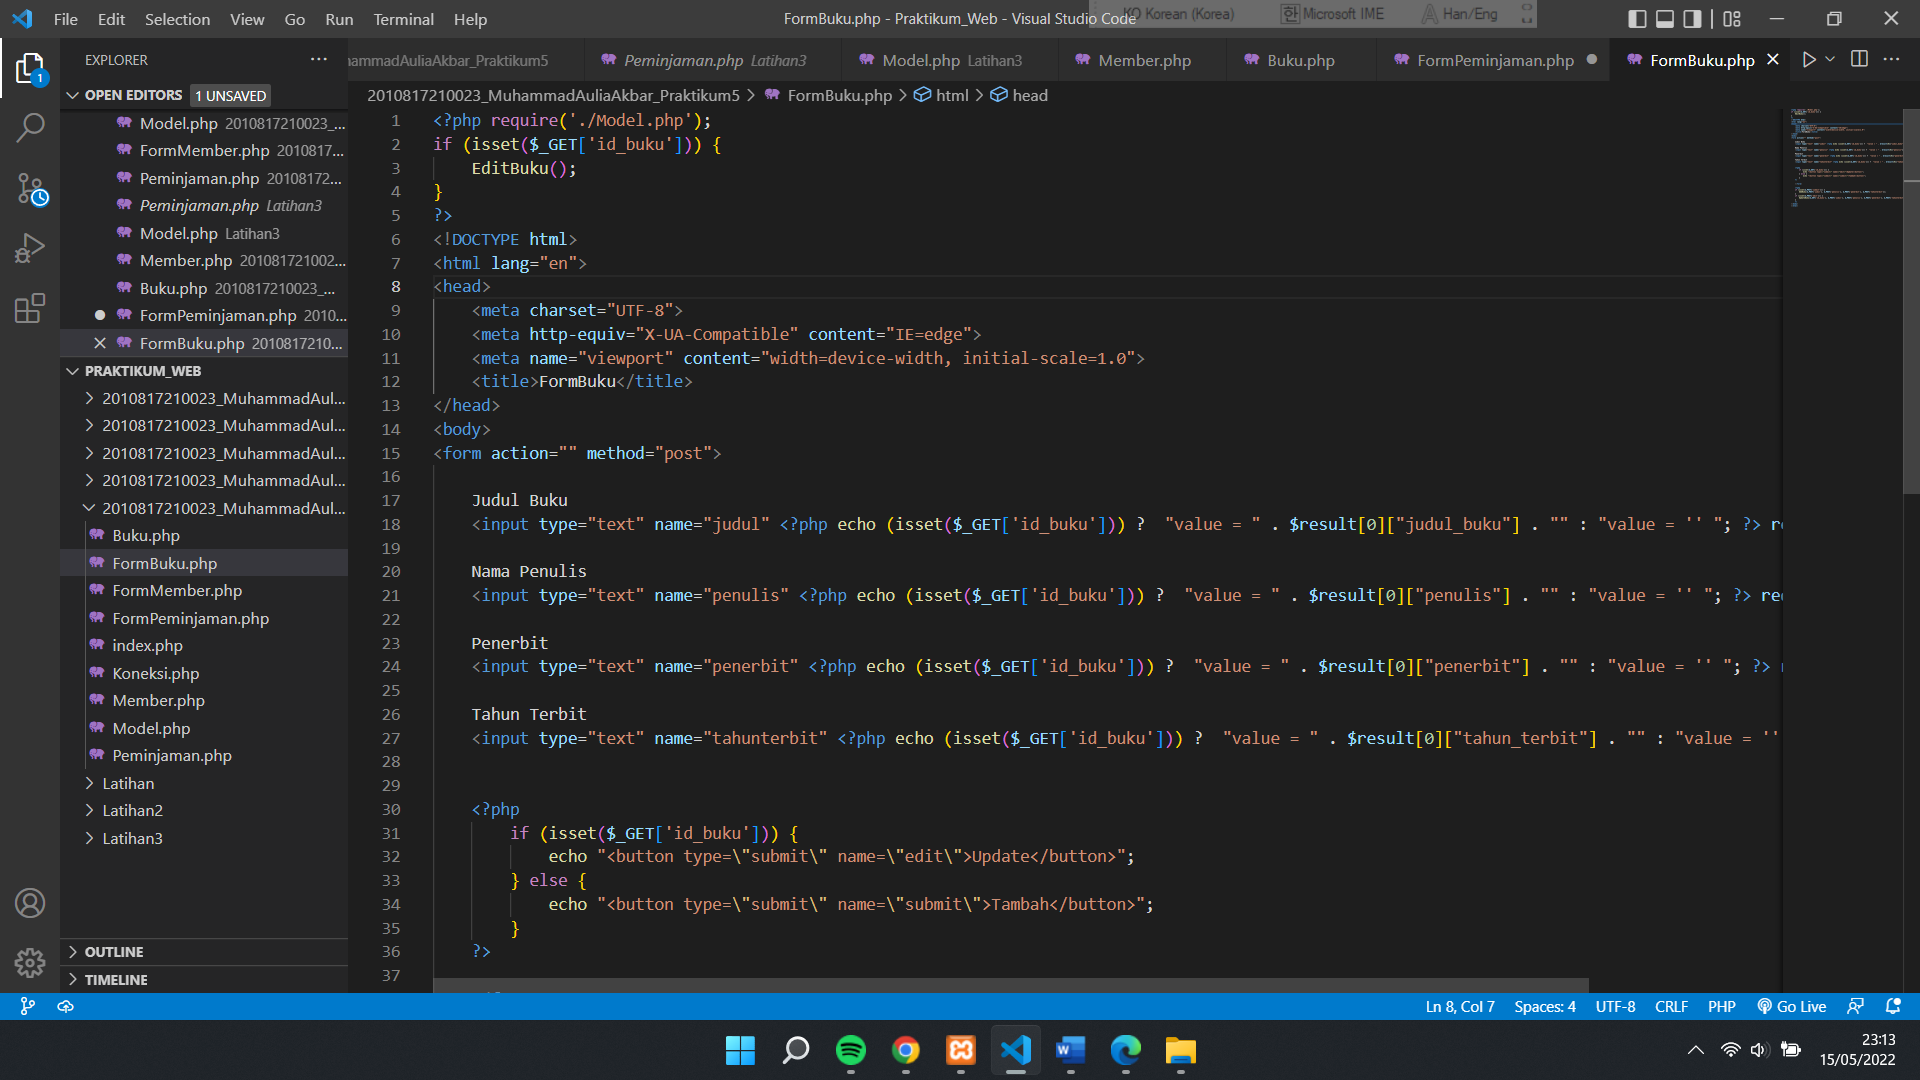 File Edit Selection View Go Run Terminal Help
FormBuku.php - Praktikum_Web - Visual Studio Code
KO Korean (Korea) 한 Microsoft IME A Han/Eng
EXPLORER
OPEN EDITORS 1 UNSAVED
Model.php 2010817210023_...
FormMember.php 2010817...
Peminjaman.php 20108172...
Peminjaman.php Latihan3
Model.php Latihan3
Member.php 201081721002...
Buku.php 2010817210023_...
FormPeminjaman.php 2010...
FormBuku.php 2010817210...
PRAKTIKUM_WEB
2010817210023_MuhammadAul...
2010817210023_MuhammadAul...
2010817210023_MuhammadAul...
2010817210023_MuhammadAul...
2010817210023_MuhammadAul...
Buku.php
FormBuku.php
FormMember.php
FormPeminjaman.php
index.php
Koneksi.php
Member.php
Model.php
Peminjaman.php
Latihan
Latihan2
Latihan3
OUTLINE
TIMELINE
ammadAuliaAkbar_Praktikum5 Peminjaman.php Latihan3 Model.php Latihan3 Member.php Buku.php FormPeminjaman.php FormBuku.php
2010817210023_MuhammadAuliaAkbar_Praktikum5 > FormBuku.php > html > head
1 <?php require('./Model.php');
2 if (isset($_GET['id_buku'])) {
3 EditBuku();
4 }
5 ?>
6 <!DOCTYPE html>
7 <html lang="en">
8 <head>
9 <meta charset="UTF-8">
10 <meta http-equiv="X-UA-Compatible" content="IE=edge">
11 <meta name="viewport" content="width=device-width, initial-scale=1.0">
12 <title>FormBuku</title>
13 </head>
14 <body>
15 <form action="" method="post">
16
17 Judul Buku
18 <input type="text" name="judul" <?php echo (isset($_GET['id_buku'])) ?  "value = " . $result[0]["judul_buku"] . "" : "value = '' "; ?> re
19
20 Nama Penulis
21 <input type="text" name="penulis" <?php echo (isset($_GET['id_buku'])) ?  "value = " . $result[0]["penulis"] . "" : "value = '' "; ?> re
22
23 Penerbit
24 <input type="text" name="penerbit" <?php echo (isset($_GET['id_buku'])) ?  "value = " . $result[0]["penerbit"] . "" : "value = '' "; ?>
25
26 Tahun Terbit
27 <input type="text" name="tahunterbit" <?php echo (isset($_GET['id_buku'])) ?  "value = " . $result[0]["tahun_terbit"] . "" : "value = ''
28
29
30 <?php
31 if (isset($_GET['id_buku'])) {
32 echo "<button type=\"submit\" name=\"edit\">Update</button>";
33 } else {
34 echo "<button type=\"submit\" name=\"submit\">Tambah</button>";
35 }
36 ?>
37
Ln 8, Col 7 Spaces: 4 UTF-8 CRLF PHP Go Live
23:13
15/05/2022